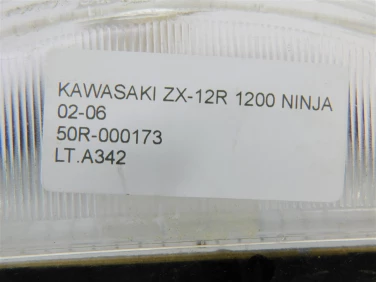 KAWASAKI ZX-12R 1200 NINJA
02-06
50R-000173
LT.A342